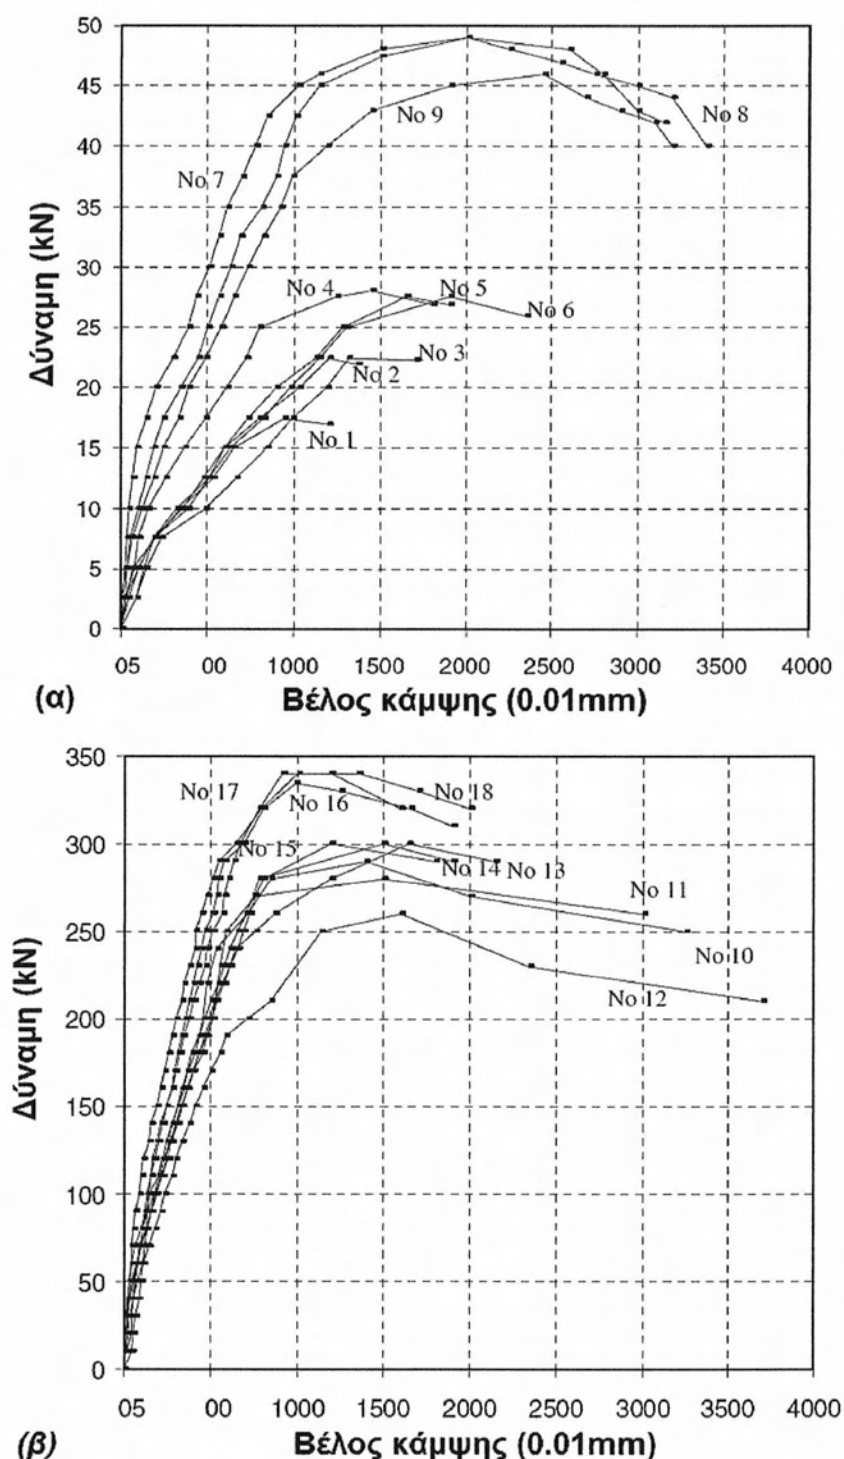 50
45
40
35
30
25
20
15
10
5
0
Δύναμη (kN)
No 7
No 9
No 8
No 4
No 5
No 6
No 3
No 2
No 1
05 00 1000 1500 2000 2500 3000 3500 4000
(α) Βέλος κάμψης (0.01mm)
350
300
250
200
150
100
50
0
Δύναμη (kN)
No 17
No 16
No 18
No 15
No 14
No 13
No 11
No 10
No 12
05 00 1000 1500 2000 2500 3000 3500 4000
(β) Βέλος κάμψης (0.01mm)